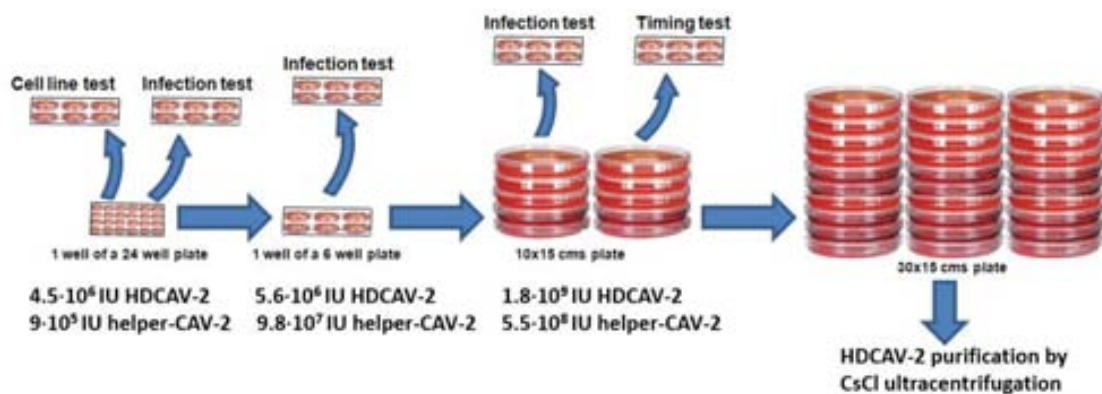 Infection test
Timing test
Infection test
Cell line test
Infection test
1 well of a 24 well plate
1 well of a 6 well plate
10x15 cms plate
30x15 cms plate
4.5·10⁶ IU HDCAV-2
9·10⁵ IU helper-CAV-2
5.6·10⁶ IU HDCAV-2
9.8·10⁷ IU helper-CAV-2
1.8·10⁹ IU HDCAV-2
5.5·10⁸ IU helper-CAV-2
HDCAV-2 purification by
CsCl ultracentrifugation